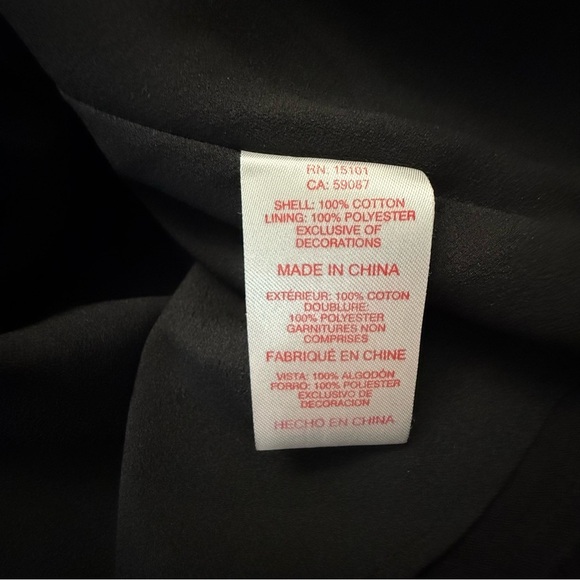 RN: 15101
CA: 59087
SHELL: 100% COTTON
LINING: 100% POLYESTER
EXCLUSIVE OF
DECORATIONS
MADE IN CHINA
EXTÉRIEUR: 100% COTON
DOUBLURE:
100% POLYESTER
GARNITURES NON
COMPRISES
FABRIQUÉ EN CHINE
VISTA: 100% ALGODÓN
FORRO: 100% POLIÉSTER
EXCLUSIVO DE
DECORACION
HECHO EN CHINA